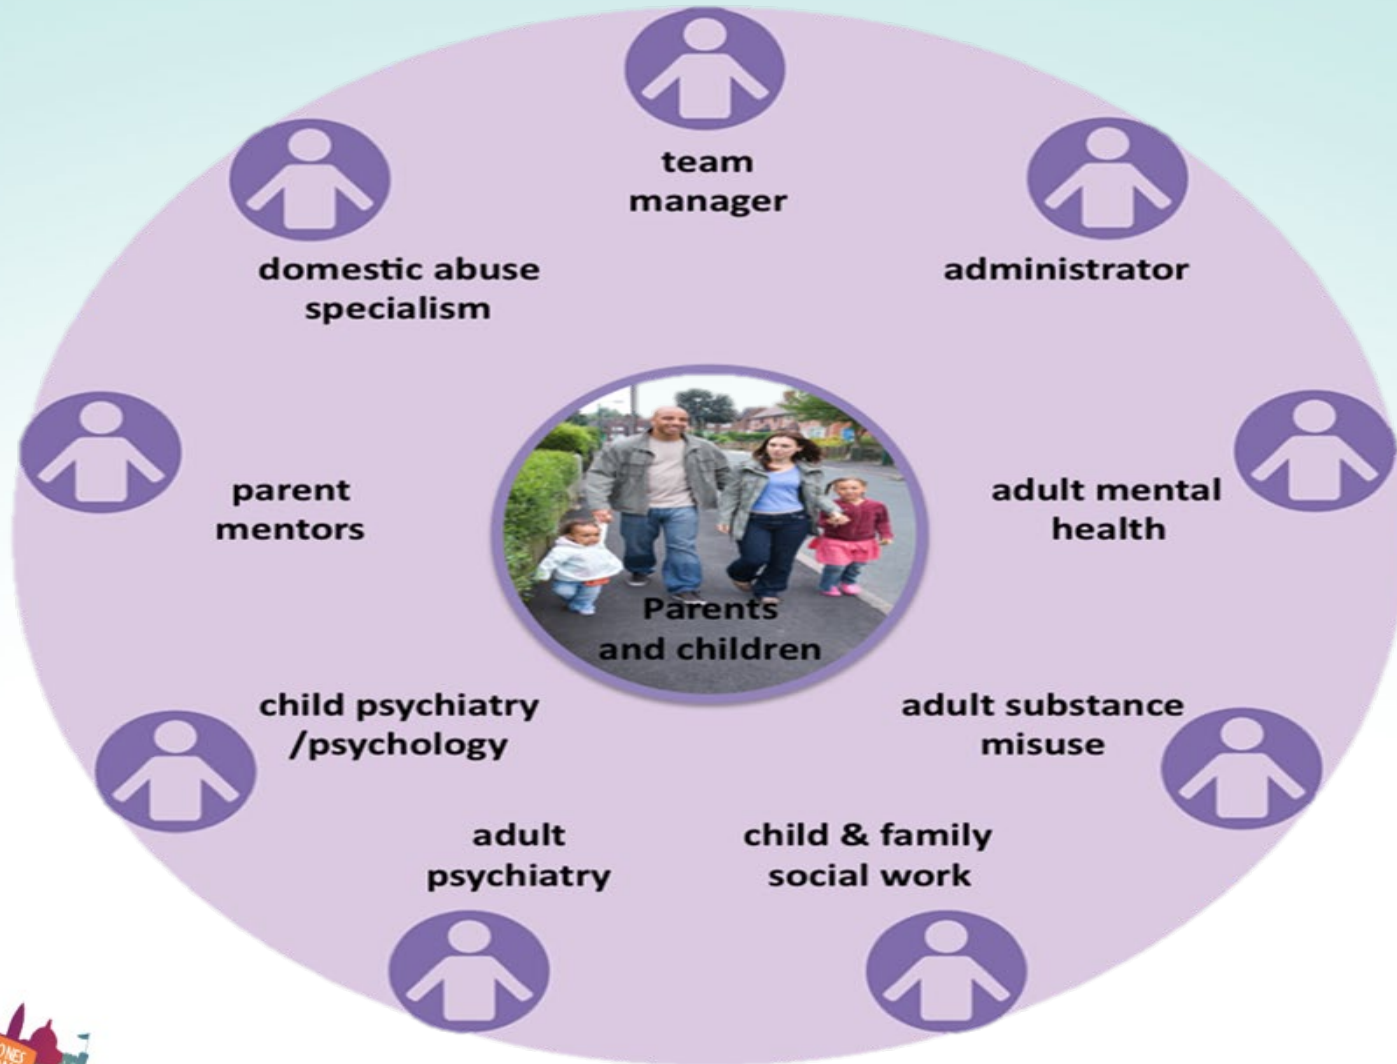 team
manager
domestic abuse
specialism
administrator
parent
mentors
adult mental
health
Parents
and children
child psychiatry
/psychology
adult substance
misuse
adult
psychiatry
child & family
social work